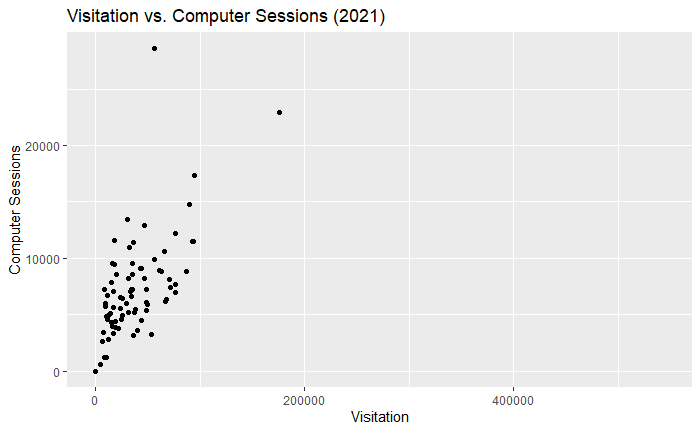 Visitation vs. Computer Sessions (2021)
Computer Sessions
20000
10000
0
0 200000 400000
Visitation